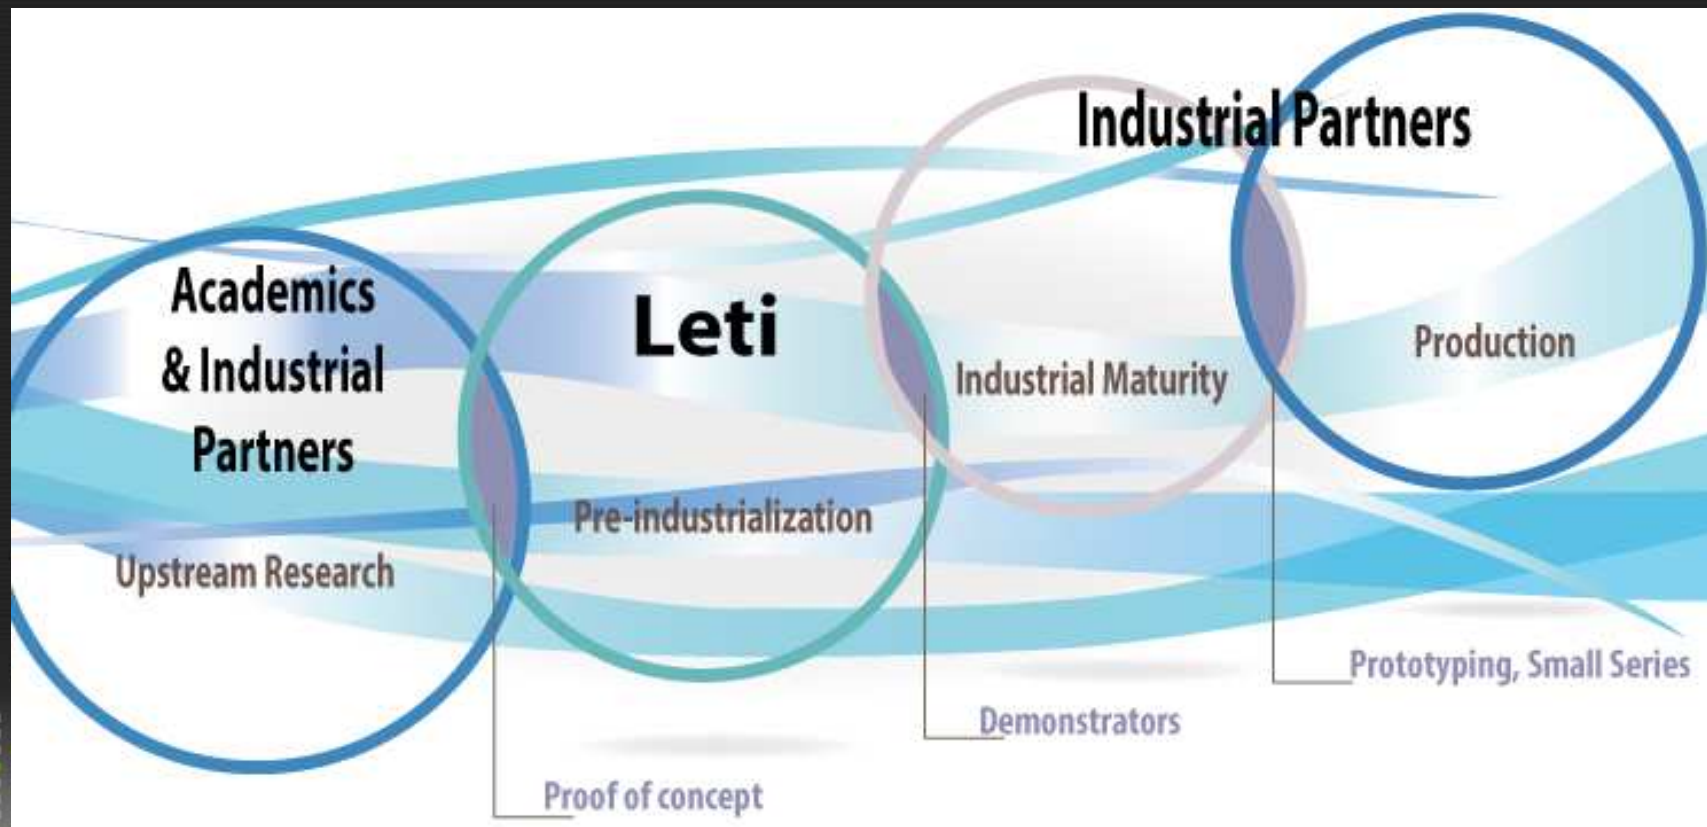 Academics
& Industrial
Partners
Upstream Research
Leti
Pre-industrialization
Industrial Partners
Industrial Maturity
Production
Proof of concept
Demonstrators
Prototyping, Small Series